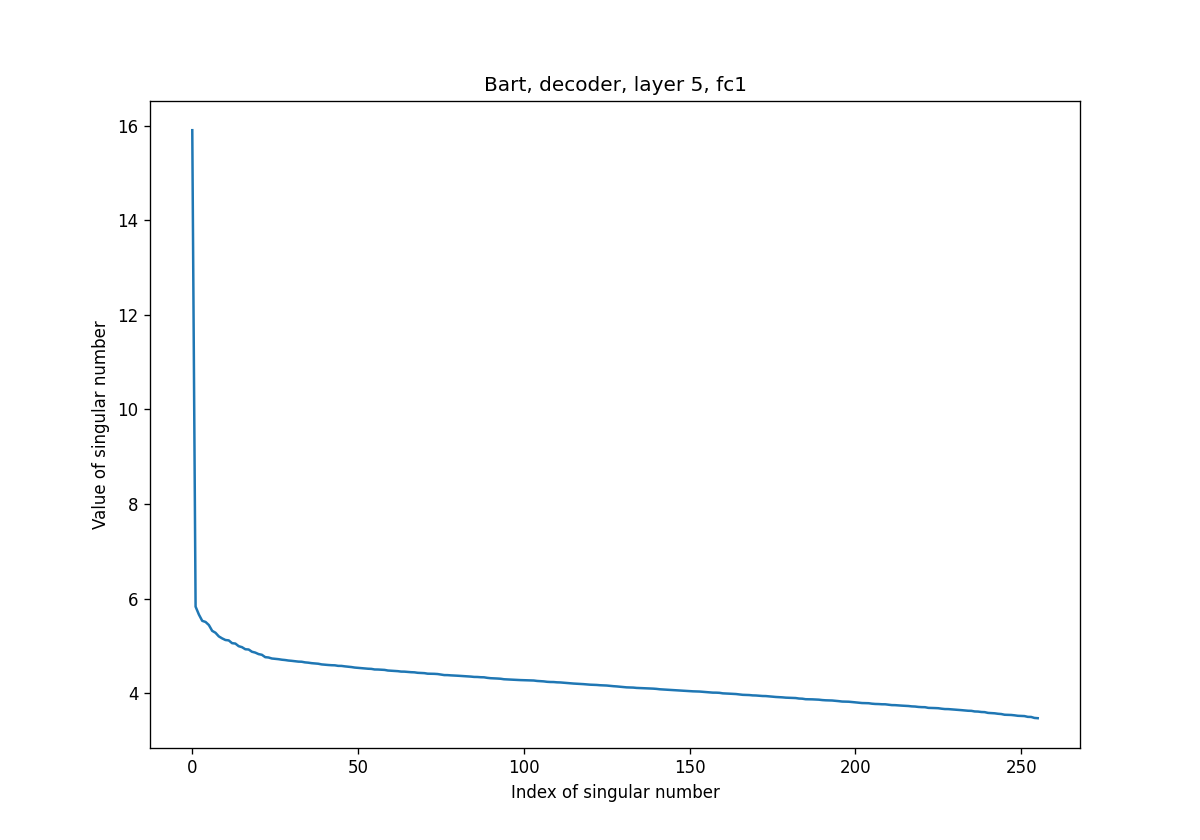 Bart, decoder, layer 5, fc1
16
14
12
10
8
6
4
Value of singular number
0 50 100 150 200 250
Index of singular number